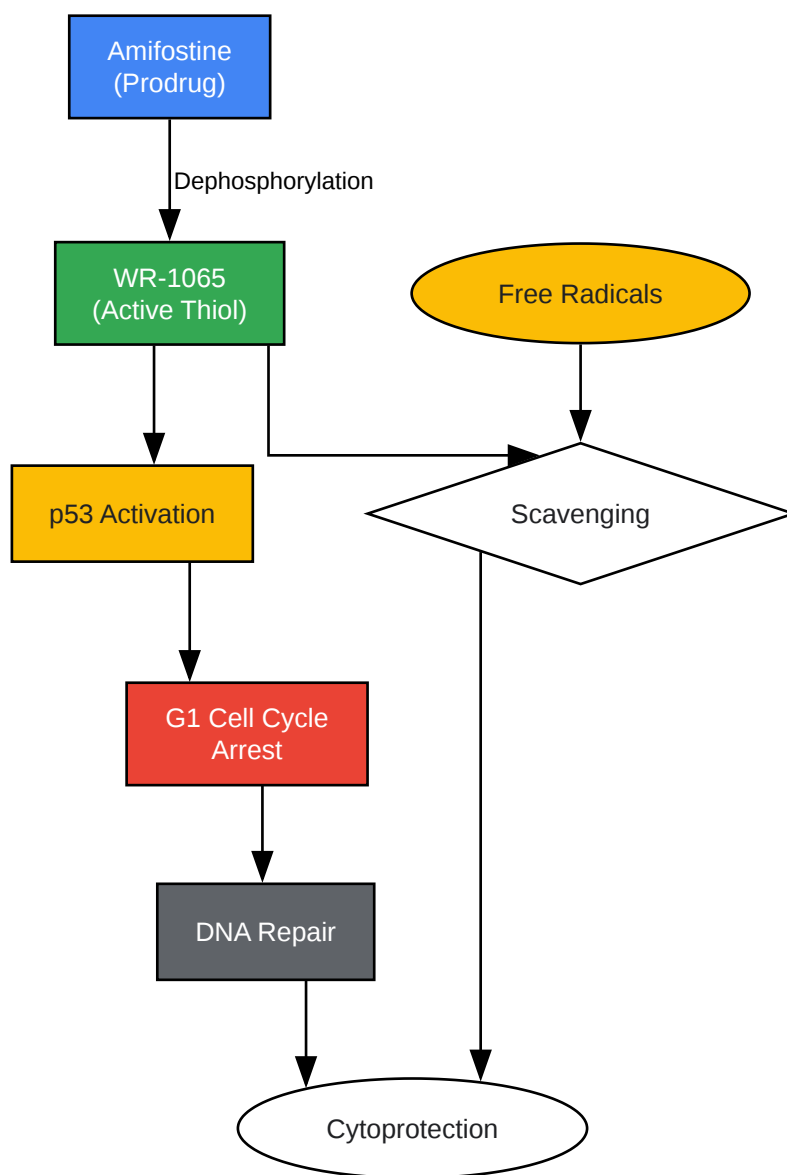 Amifostine
(Prodrug)
Dephosphorylation
WR-1065
(Active Thiol)
Free Radicals
p53 Activation
Scavenging
G1 Cell Cycle
Arrest
DNA Repair
Cytoprotection